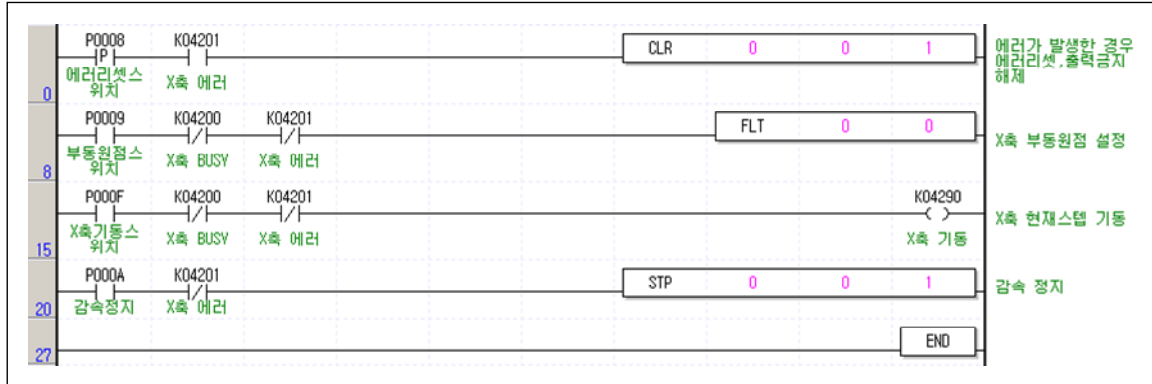 P0008 K04201 CLR 0 0 1 에러가 발생한 경우
P 에러리셋,출력금지
에러리셋스 X축 에러 해제
위치
0
P0009 K04200 K04201 FLT 0 0
부동원점스 X축 BUSY X축 에러 X축 부동원점 설정
위치
8
P000F K04200 K04201 K04290
X축기동스 X축 BUSY X축 에러 X축 기동 X축 현재스텝 기동
위치
15
P000A K04201 STP 0 0 1
감속정지 X축 에러 감속 정지
20
END
27